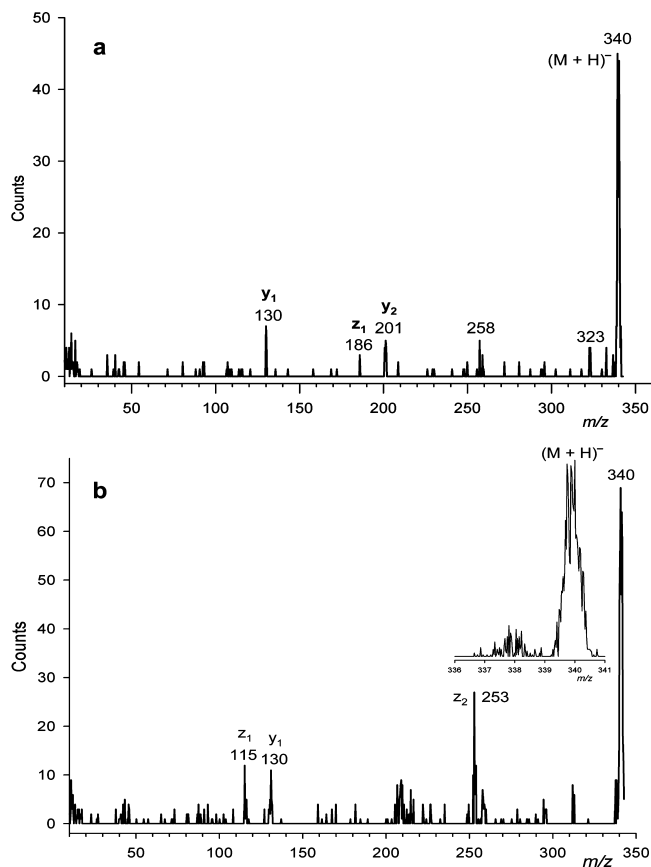 a
50
40
30
20
10
0
Counts
340
(M + H)⁻
y₁
130
z₁
186
y₂
201
258
323
50
100
150
200
250
300
350
m/z
b
70
60
50
40
30
20
10
0
Counts
(M + H)⁻
340
336
337
338
339
340
341
m/z
z₂ 253
z₁
115
y₁
130
50
100
150
200
250
300
350
m/z